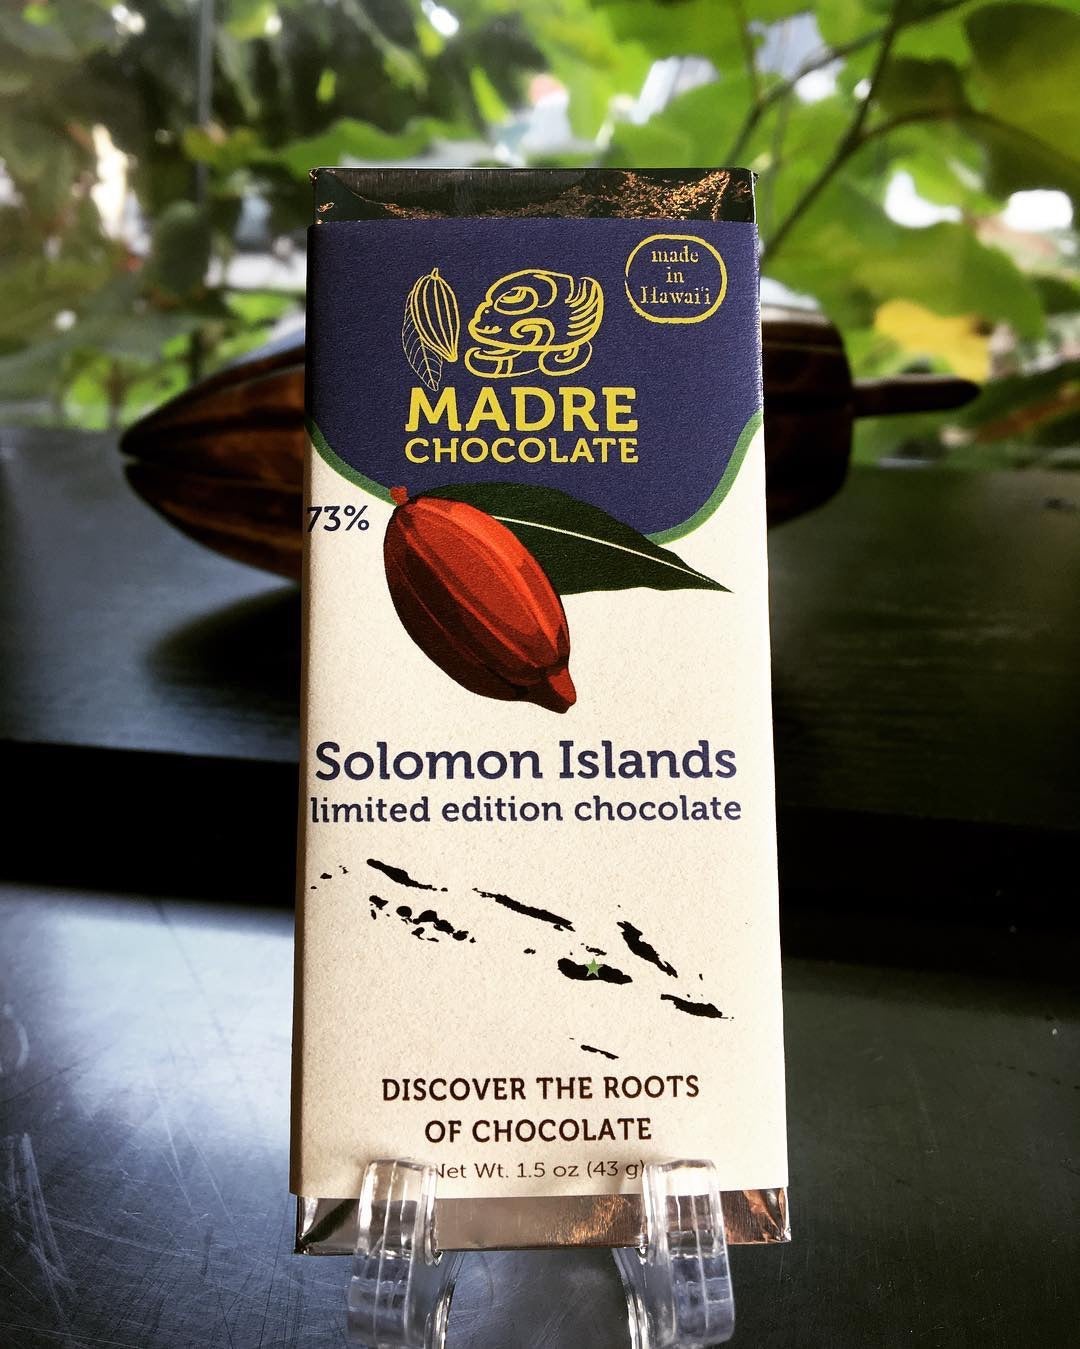 made
in
Hawai'i
MADRE
CHOCOLATE
73%
Solomon Islands
limited edition chocolate
DISCOVER THE ROOTS
OF CHOCOLATE
Net Wt. 1.5 oz (43 g)